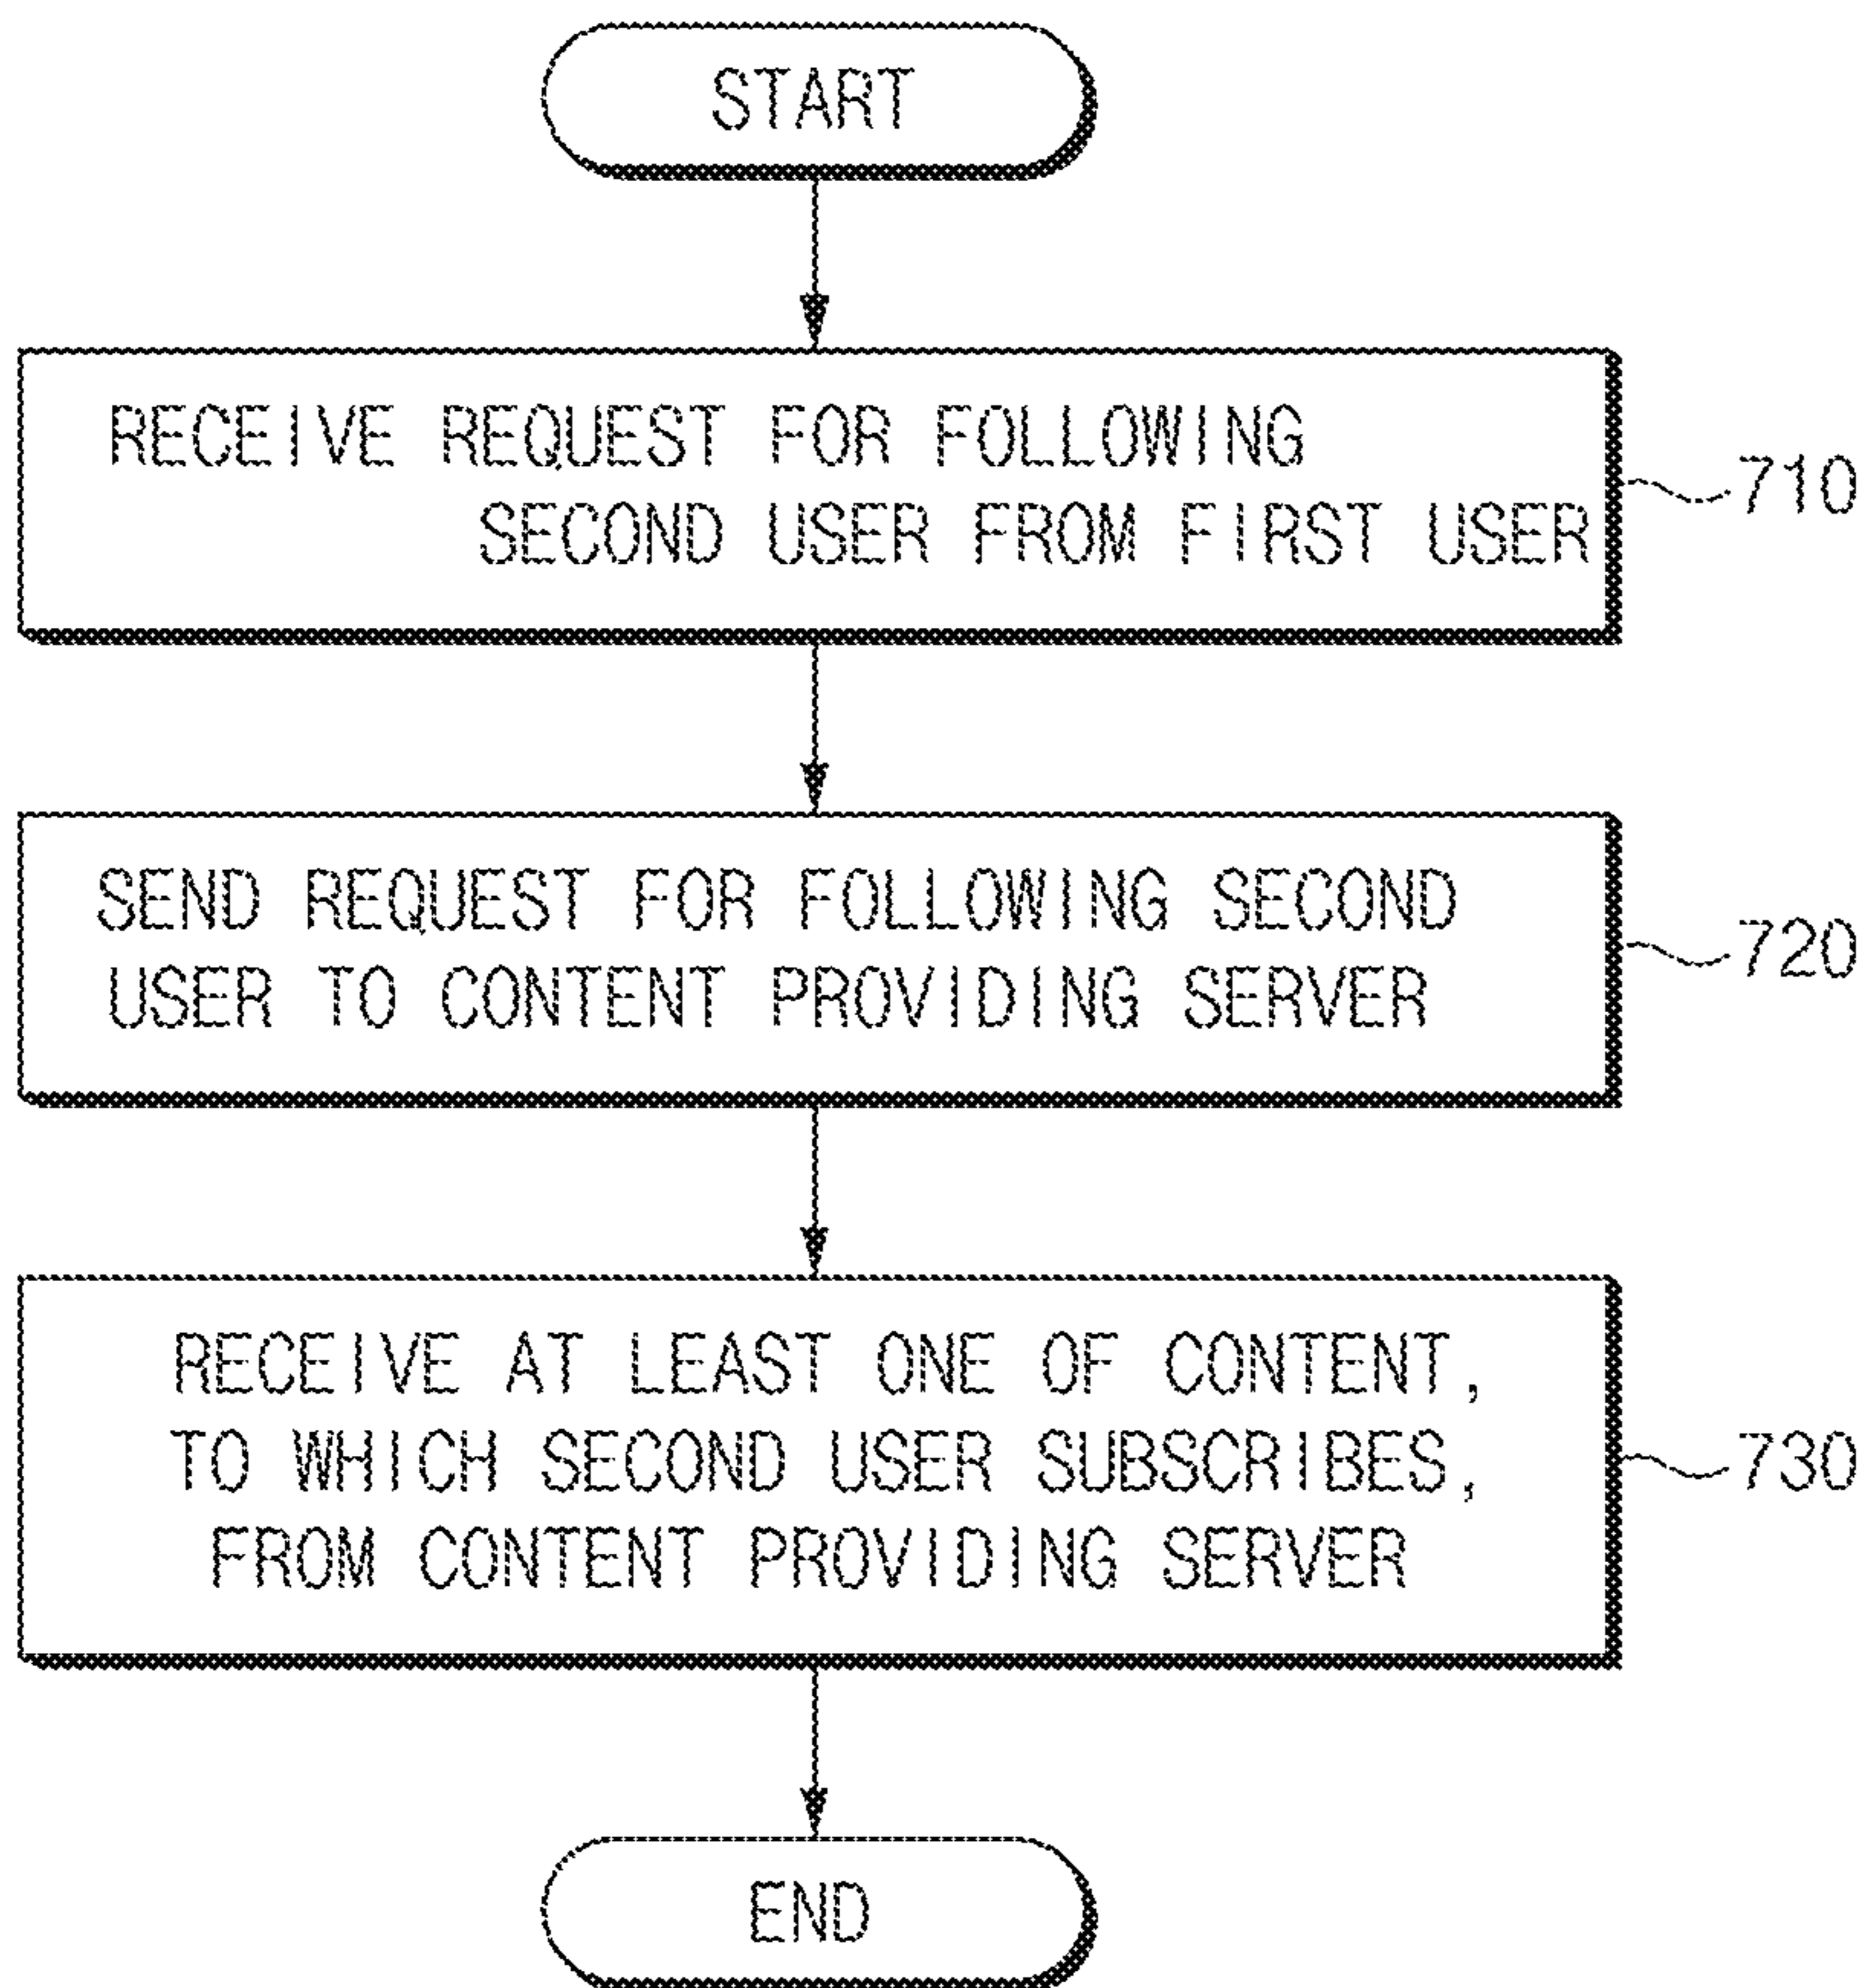 START
RECEIVE REQUEST FOR FOLLOWING
SECOND USER FROM FIRST USER
710
SEND REQUEST FOR FOLLOWING SECOND
USER TO CONTENT PROVIDING SERVER
720
RECEIVE AT LEAST ONE OF CONTENT,
TO WHICH SECOND USER SUBSCRIBES,
FROM CONTENT PROVIDING SERVER
730
END